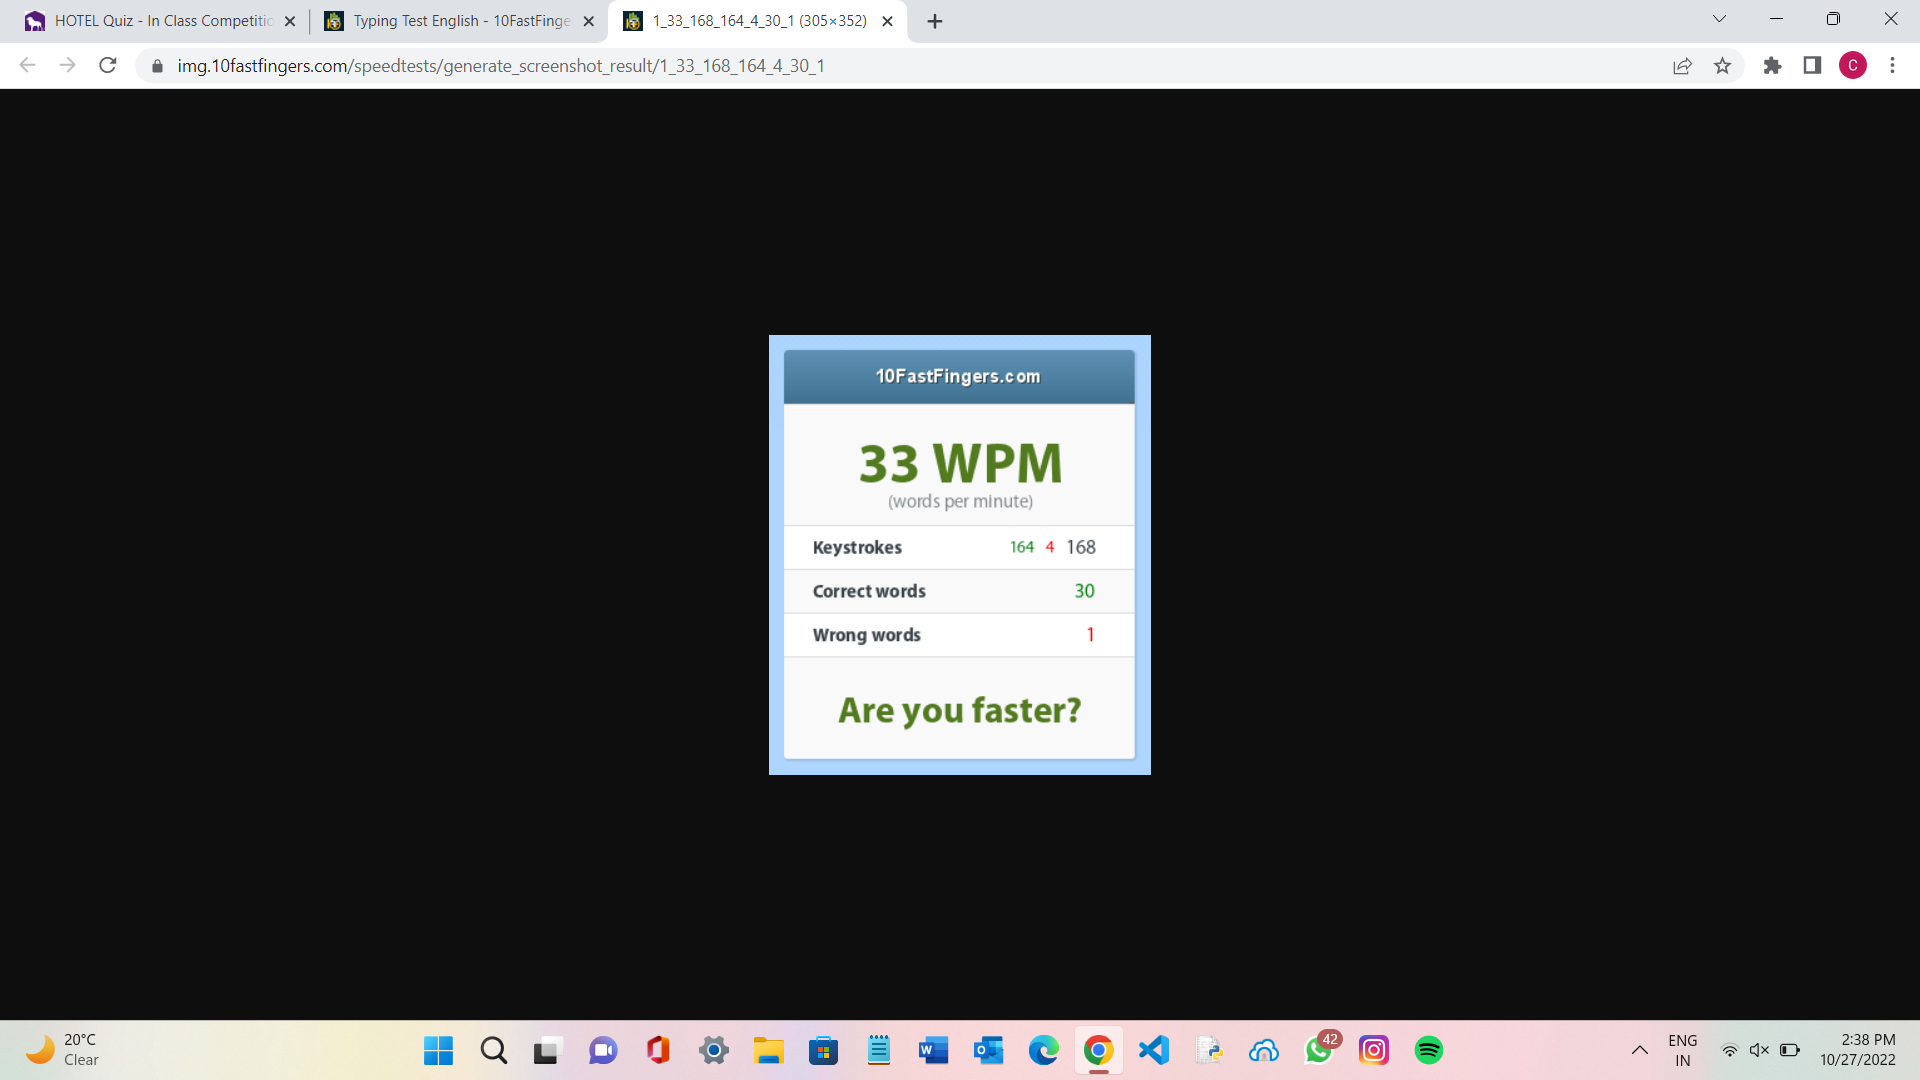 HOTEL Quiz - In Class Competitio
Typing Test English - 10FastFinge
1_33_168_164_4_30_1 (305×352)
img.10fastfingers.com/speedtests/generate_screenshot_result/1_33_168_164_4_30_1
C
10FastFingers.com
33 WPM
(words per minute)
Keystrokes 164 4 168
Correct words 30
Wrong words 1
Are you faster?
20°C
Clear
W
42
ENG
IN
2:38 PM
10/27/2022